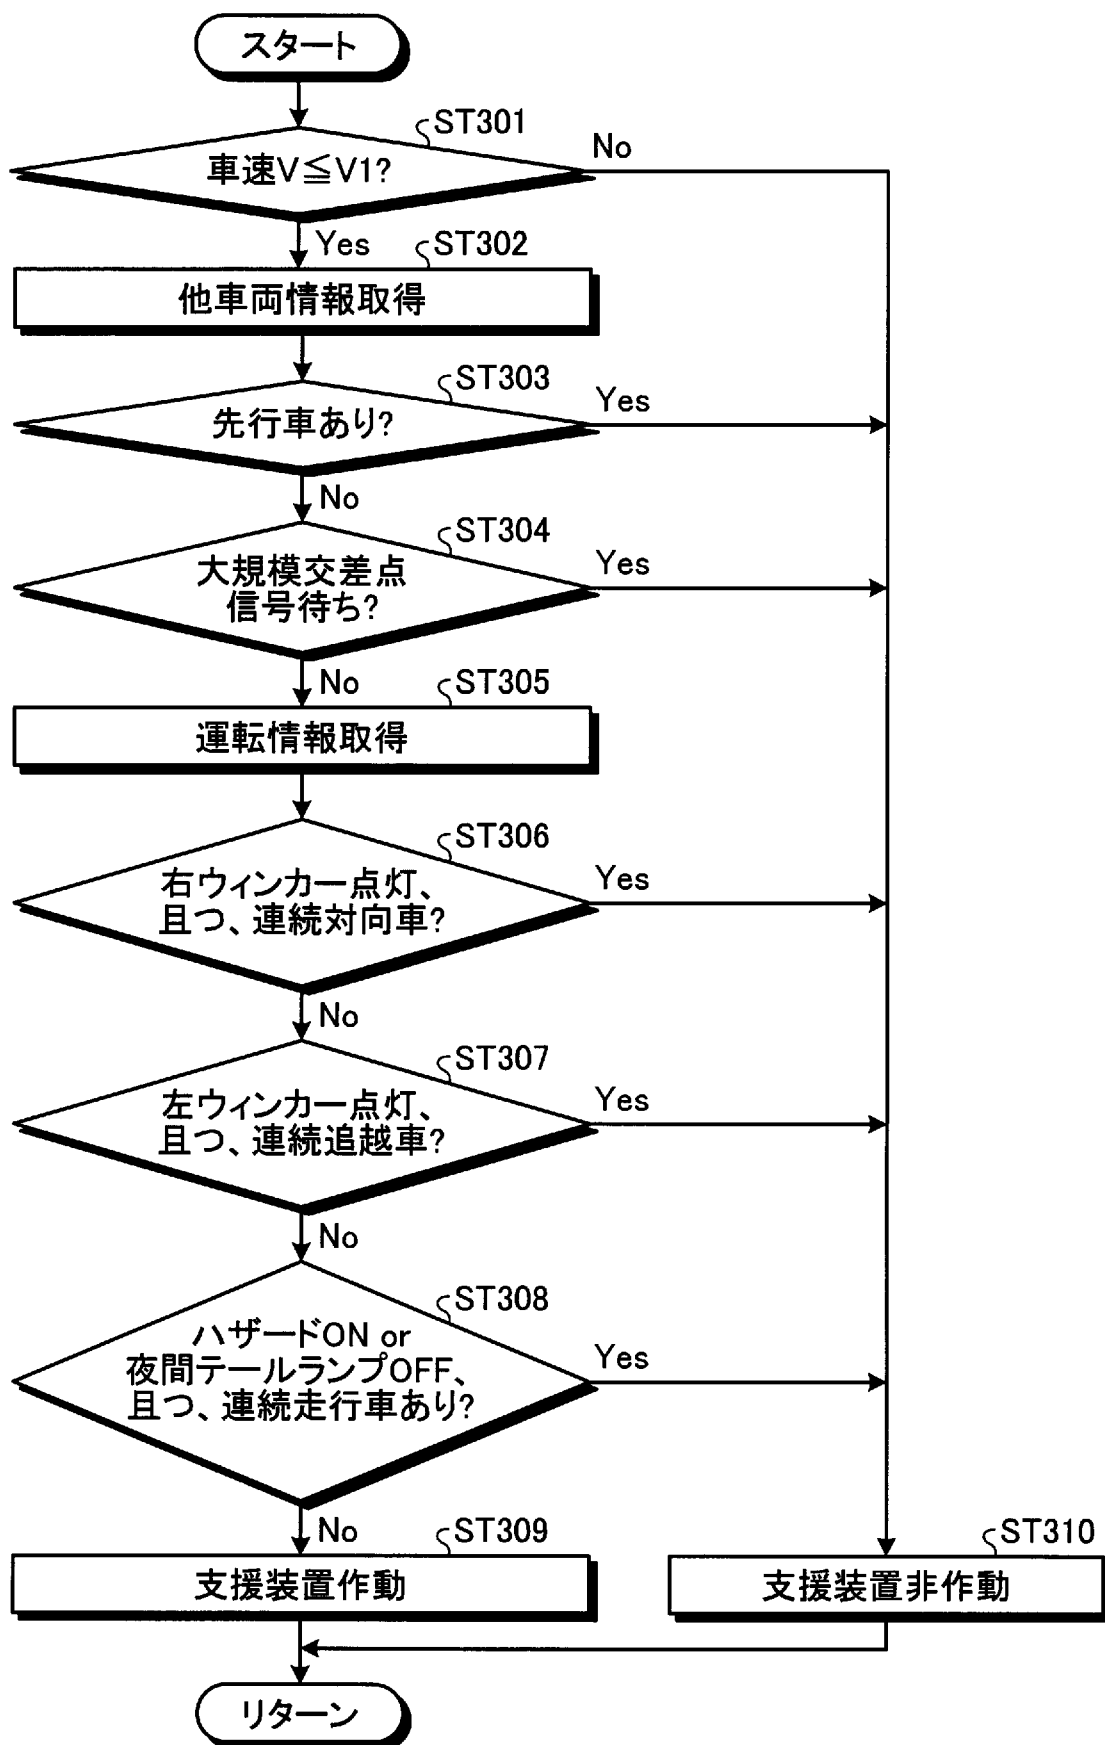 スタート
ST301
車速V≦V1?
No
Yes
ST302
他車両情報取得
ST303
先行車あり?
Yes
No
ST304
大規模交差点
信号待ち?
Yes
No
ST305
運転情報取得
ST306
右ウィンカー点灯、
且つ、連続対向車?
Yes
No
ST307
左ウィンカー点灯、
且つ、連続追越車?
Yes
No
ST308
ハザードON or
夜間テールランプOFF、
且つ、連続走行車あり?
Yes
No
ST309
支援装置作動
ST310
支援装置非作動
リターン